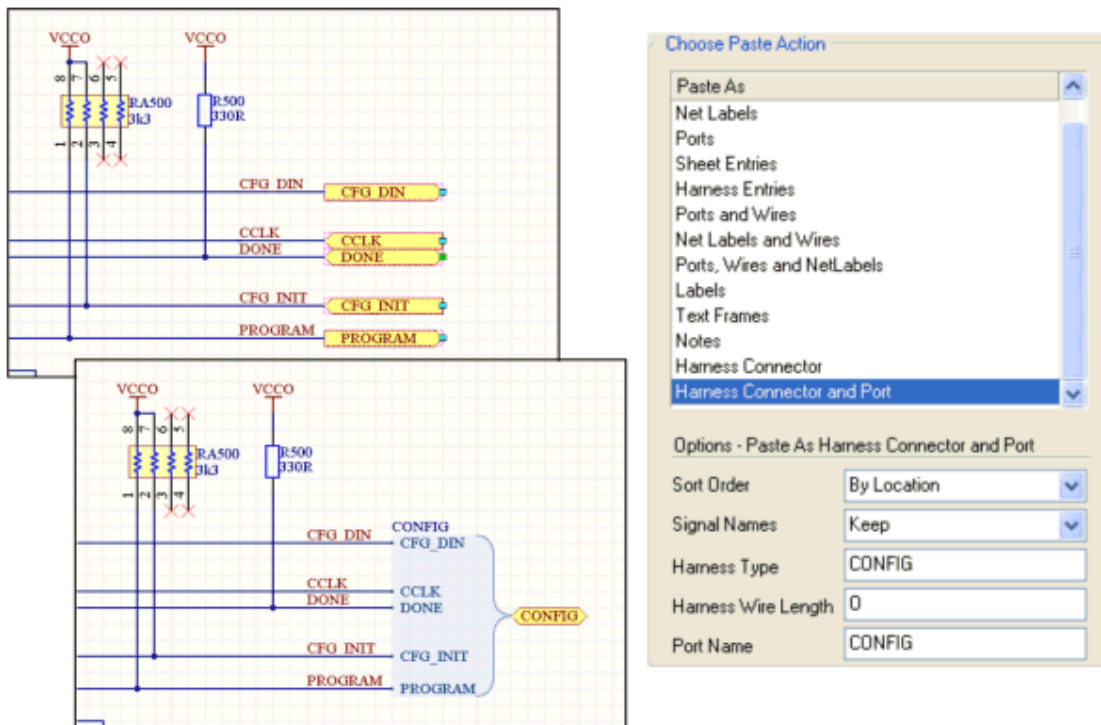 VCCO
VCCO
8 7 6 5
RA500
3k3
1 2 3 4
R500
330R
CFG_DIN
CFG_DIN
CCLK
CCLK
DONE
DONE
CFG_INIT
CFG_INIT
PROGRAM
PROGRAM
VCCO
VCCO
8 7 6 5
RA500
3k3
1 2 3 4
R500
330R
CONFIG
CFG_DIN
CFG_DIN
CCLK
CCLK
DONE
DONE
CONFIG
CFG_INIT
CFG_INIT
PROGRAM
PROGRAM
Choose Paste Action
Paste As
Net Labels
Ports
Sheet Entries
Harness Entries
Ports and Wires
Net Labels and Wires
Ports, Wires and NetLabels
Labels
Text Frames
Notes
Harness Connector
Harness Connector and Port
Options - Paste As Harness Connector and Port
Sort Order By Location
Signal Names Keep
Harness Type CONFIG
Harness Wire Length 0
Port Name CONFIG